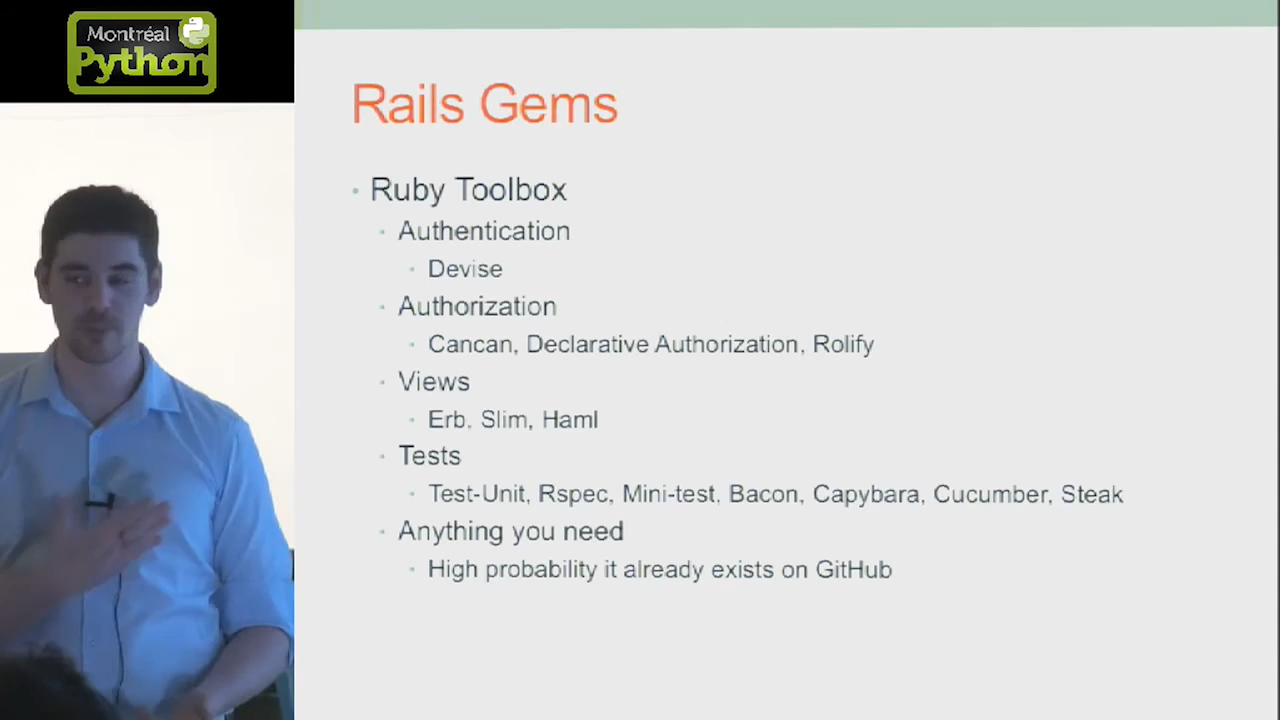 Montréal
Python
Rails Gems
Ruby Toolbox
Authentication
Devise
Authorization
Cancan, Declarative Authorization, Rolify
Views
Erb, Slim, Haml
Tests
Test-Unit, Rspec, Mini-test, Bacon, Capybara, Cucumber, Steak
Anything you need
High probability it already exists on GitHub